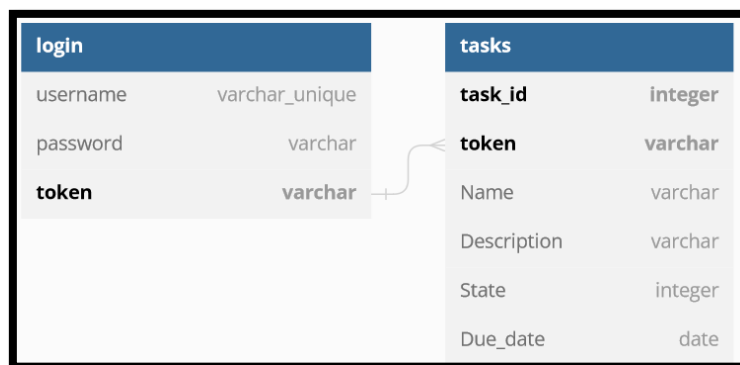 login
username varchar_unique
password varchar
token varchar
tasks
task_id integer
token varchar
Name varchar
Description varchar
State integer
Due_date date